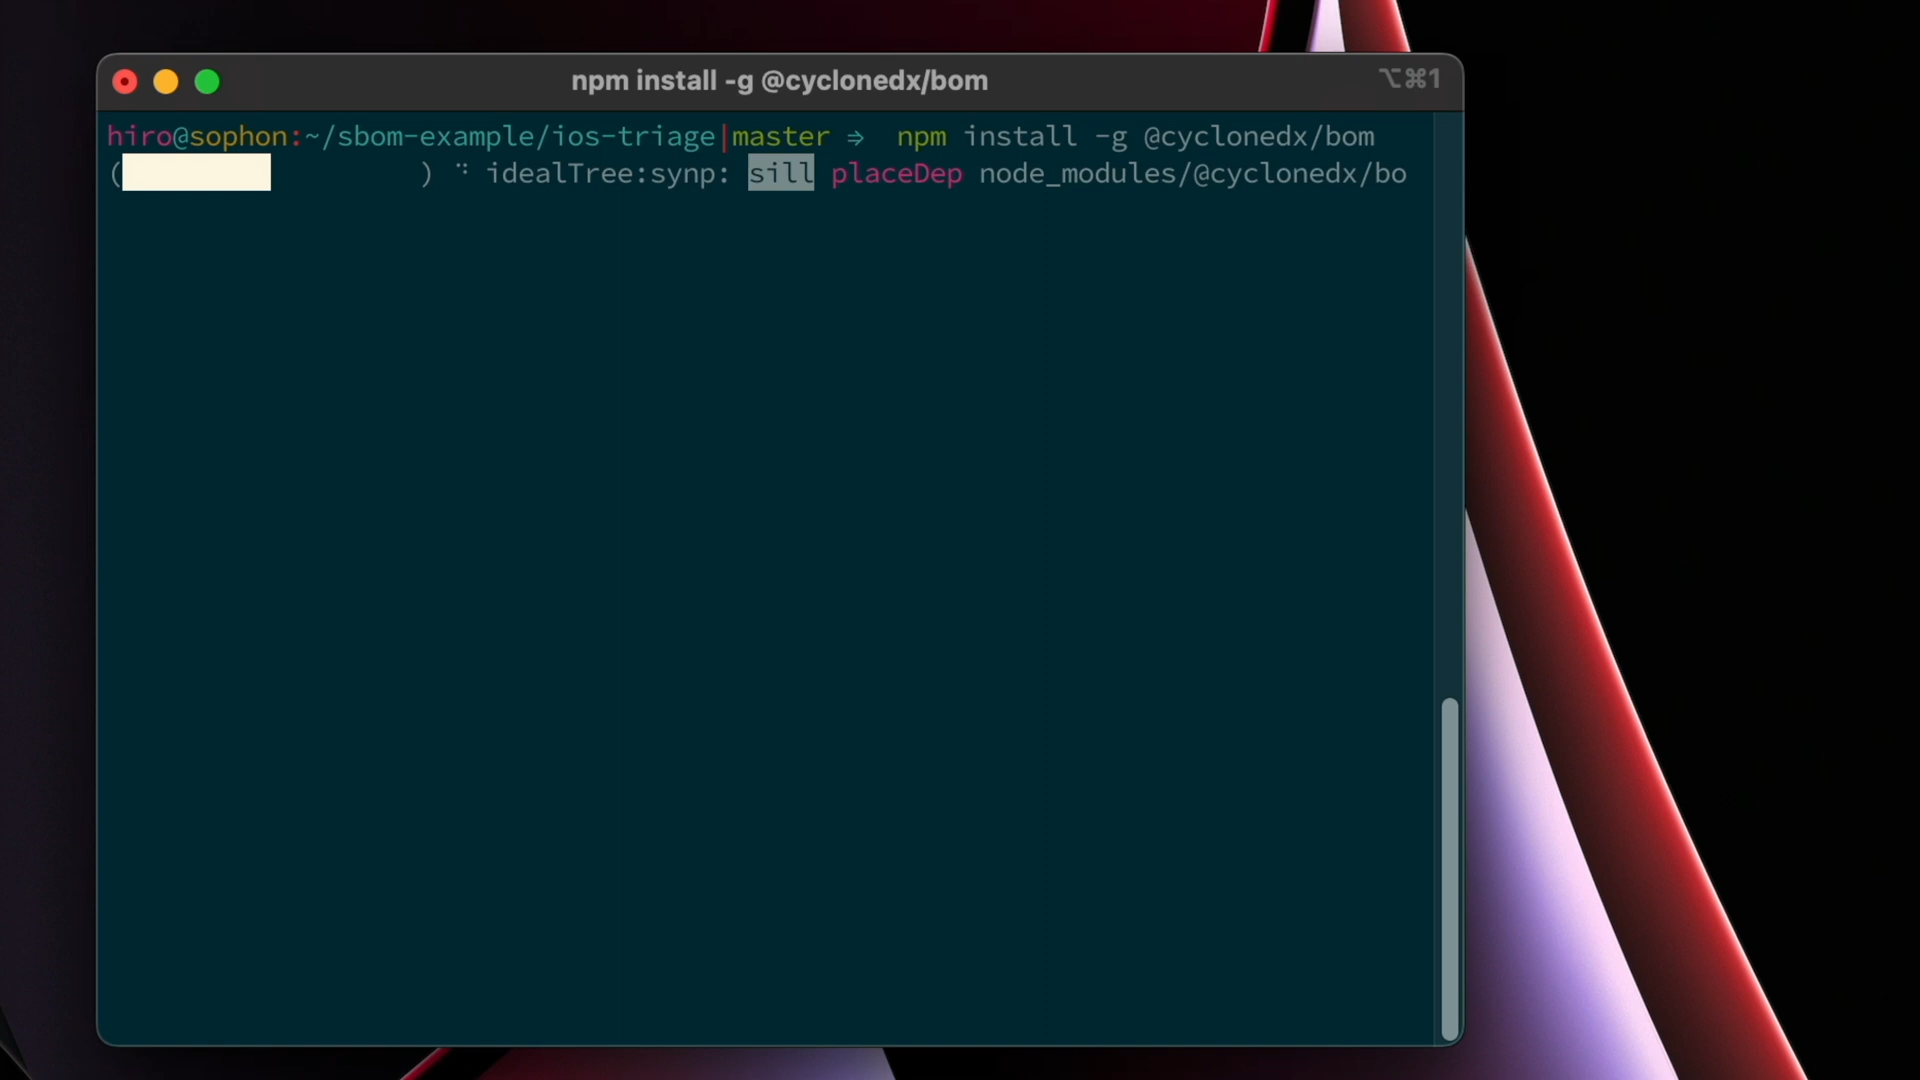 npm install -g @cyclonedx/bom
⌥⌘1
hiro@sophon:~/sbom-example/ios-triage|master ⇒ npm install -g @cyclonedx/bom
(         ) ⠙ idealTree:synp: sill placeDep node_modules/@cyclonedx/bo